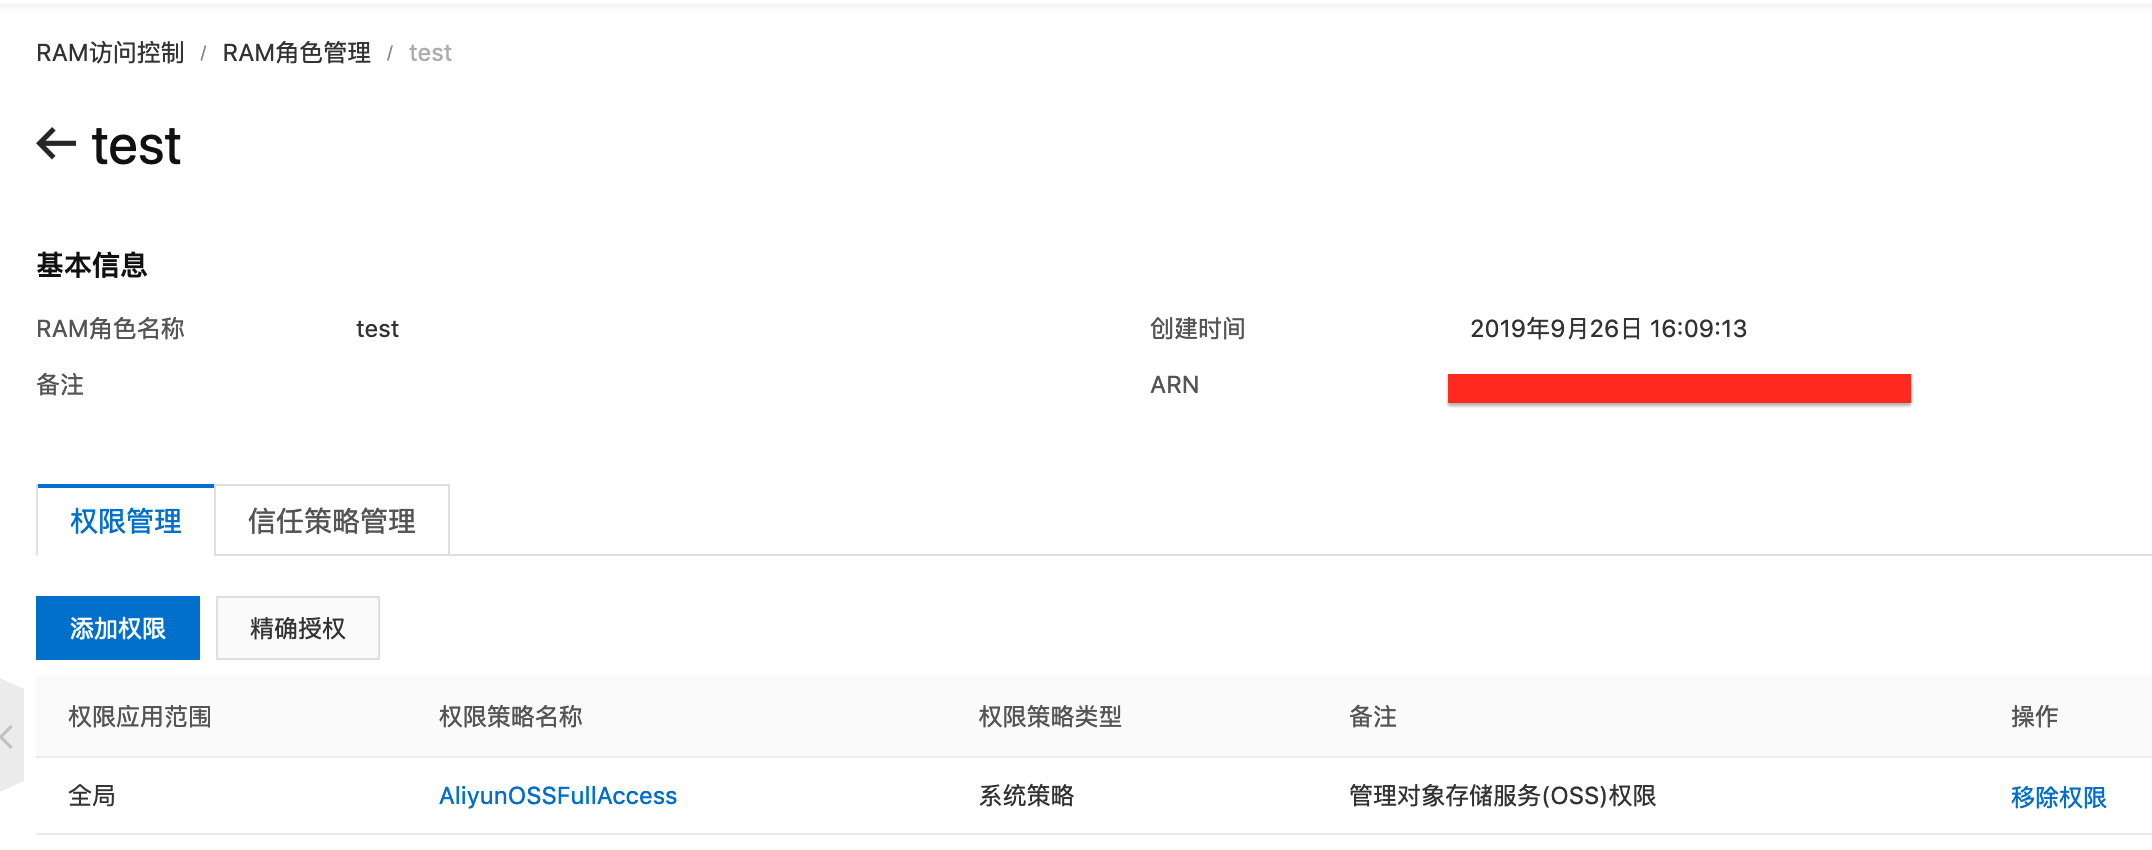 RAM访问控制 / RAM角色管理 / test
← test
基本信息
RAM角色名称 test 创建时间 2019年9月26日 16:09:13
备注 ARN
权限管理 信任策略管理
添加权限 精确授权
权限应用范围 权限策略名称 权限策略类型 备注 操作
全局 AliyunOSSFullAccess 系统策略 管理对象存储服务(OSS)权限 移除权限